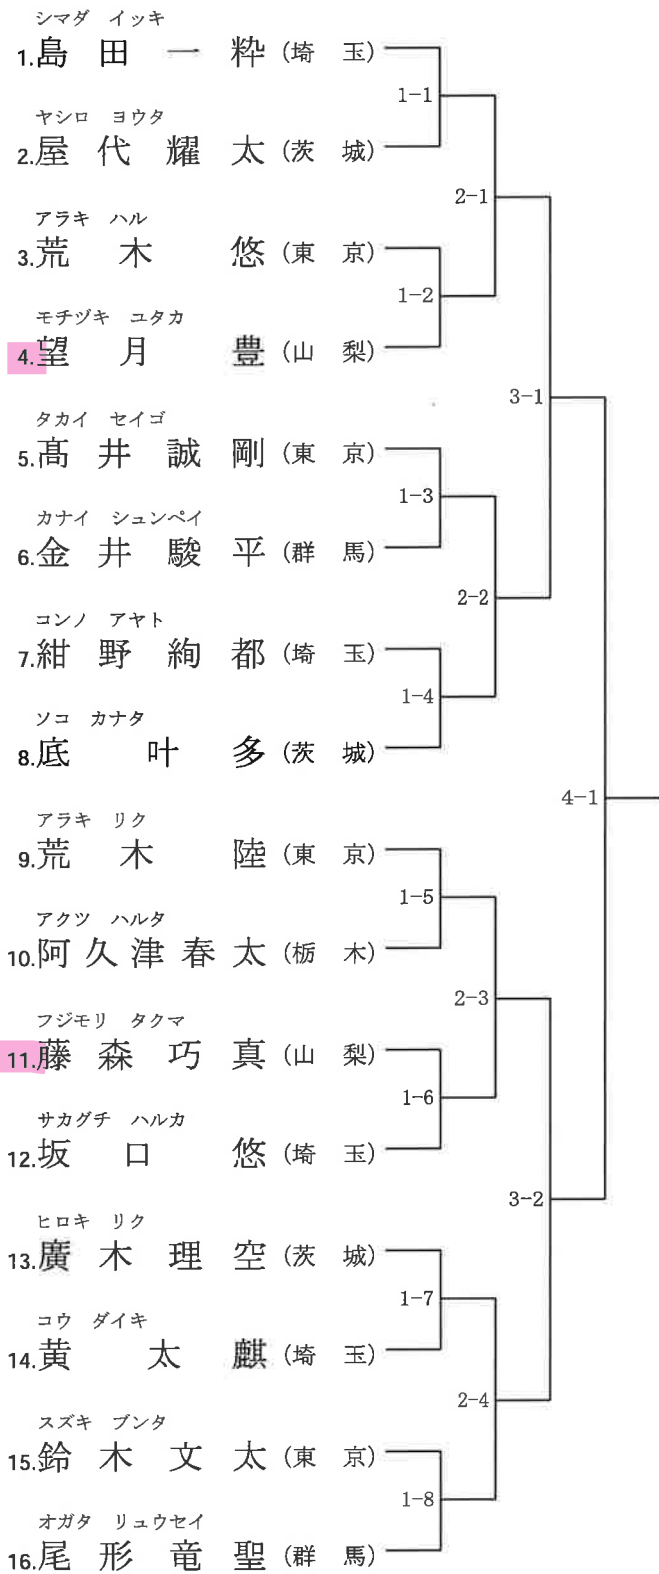 シマダ イッキ
1.島田一粋(埼玉)
1-1
ヤシロ ヨウタ
2.屋代耀太(茨城)
2-1
アラキ ハル
3.荒木悠(東京)
1-2
モチヅキ ユタカ
4.望月豊(山梨)
3-1
タカイ セイゴ
5.髙井誠剛(東京)
1-3
カナイ シュンペイ
6.金井駿平(群馬)
2-2
コンノ アヤト
7.紺野絢都(埼玉)
1-4
ソコ カナタ
8.底叶多(茨城)
4-1
アラキ リク
9.荒木陸(東京)
1-5
アクツ ハルタ
10.阿久津春太(栃木)
2-3
フジモリ タクマ
11.藤森巧真(山梨)
1-6
サカグチ ハルカ
12.坂口悠(埼玉)
3-2
ヒロキ リク
13.廣木理空(茨城)
1-7
コウ ダイキ
14.黄太麒(埼玉)
2-4
スズキ ブンタ
15.鈴木文太(東京)
1-8
オガタ リュウセイ
16.尾形竜聖(群馬)